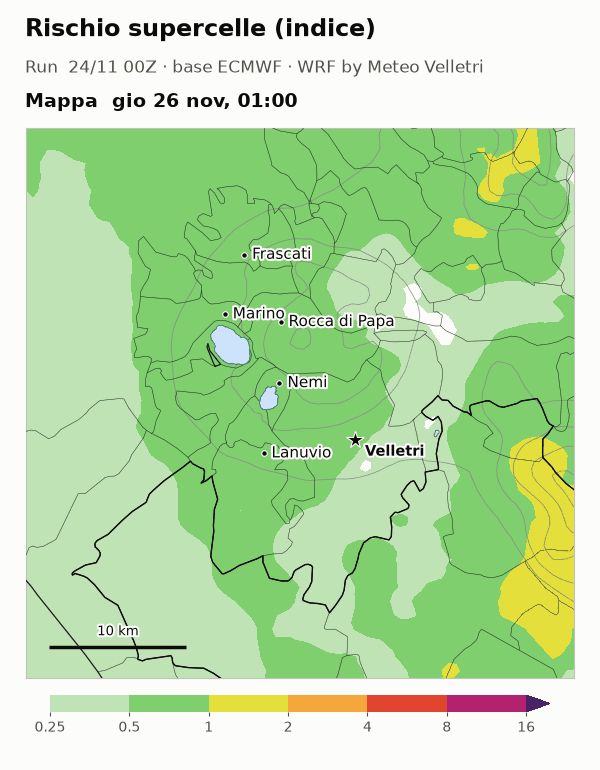 Rischio supercelle (indice)
Run  24/11 00Z · base ECMWF · WRF by Meteo Velletri
Mappa  gio 26 nov, 01:00
Frascati
Marino
Rocca di Papa
Nemi
Velletri
Lanuvio
10 km
0.25 0.5 1 2 4 8 16